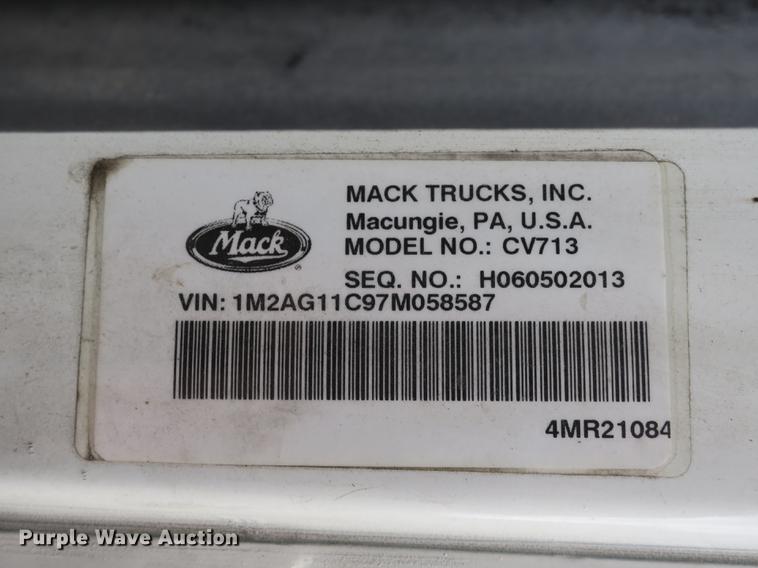 Mack
MACK TRUCKS, INC.
Macungie, PA, U.S.A.
MODEL NO.: CV713
SEQ. NO.: H060502013
VIN: 1M2AG11C97M058587
4MR21084
Purple Wave Auction